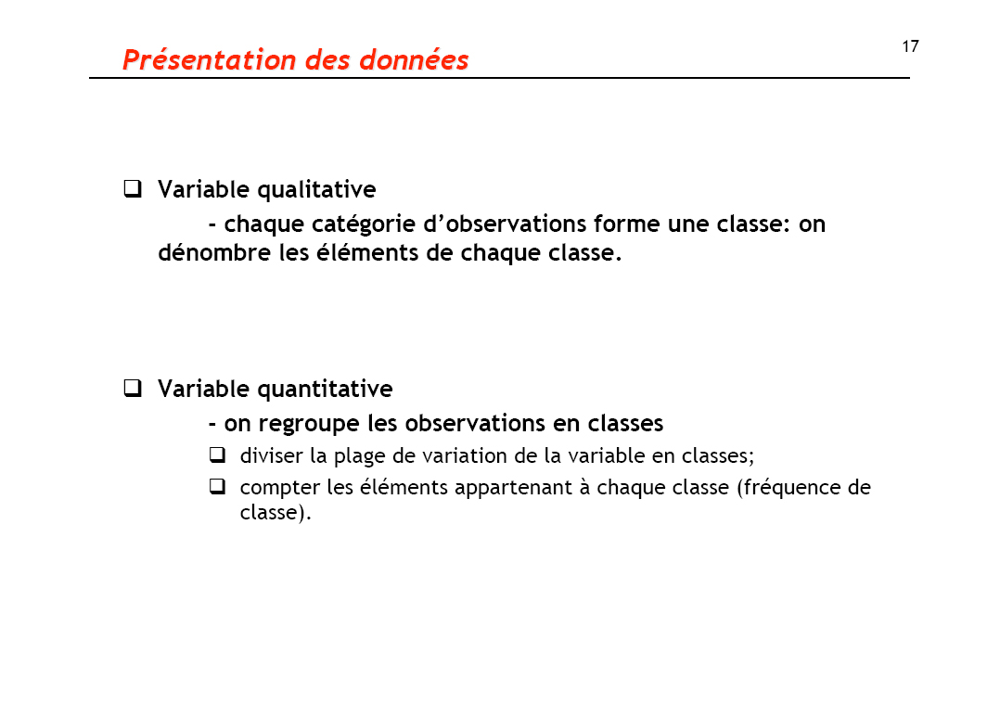 Présentation des données
17
❑ Variable qualitative
- chaque catégorie d’observations forme une classe: on
dénombre les éléments de chaque classe.
❑ Variable quantitative
- on regroupe les observations en classes
❑ diviser la plage de variation de la variable en classes;
❑ compter les éléments appartenant à chaque classe (fréquence de
classe).